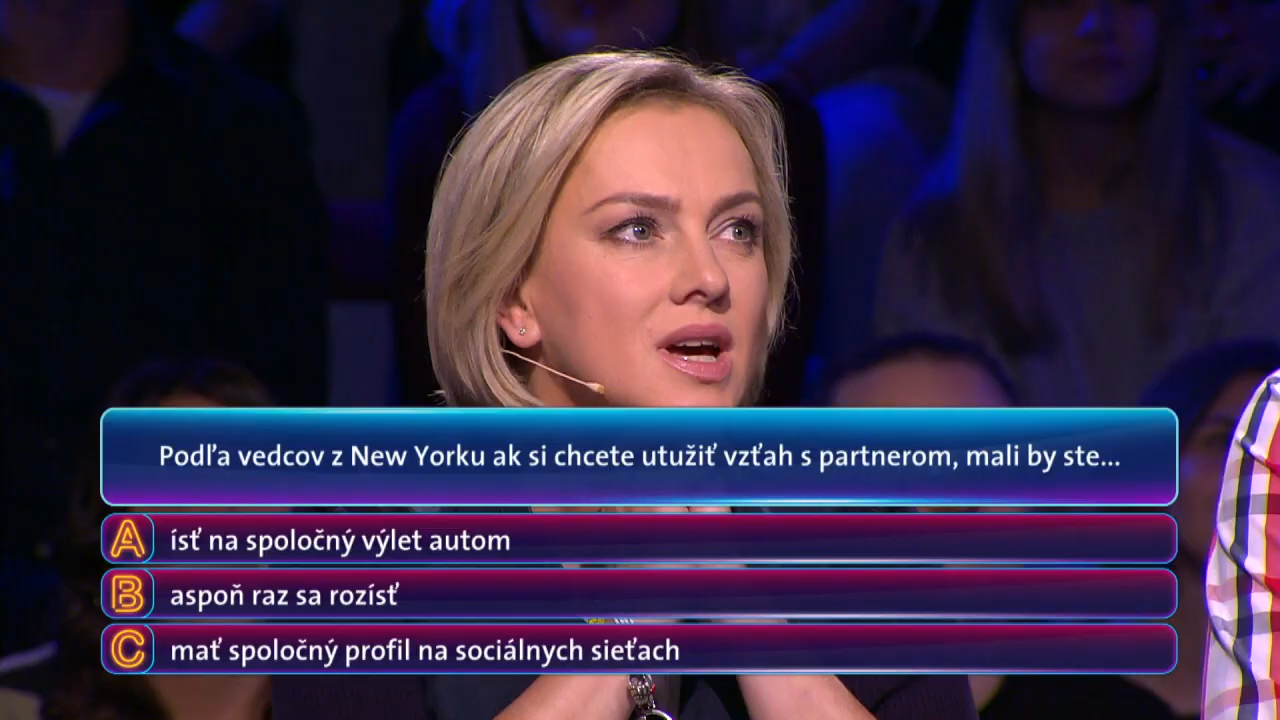 Podľa vedcov z New Yorku ak si chcete utužiť vzťah s partnerom, mali by ste...
A ísť na spoločný výlet autom
B aspoň raz sa rozísť
C mať spoločný profil na sociálnych sieťach